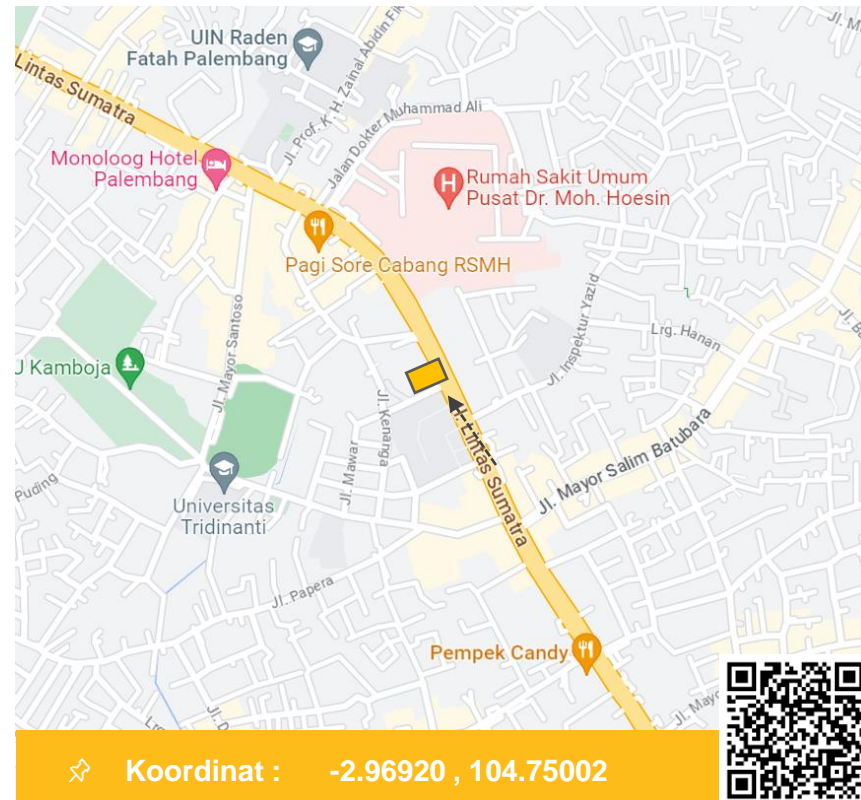 UIN Raden
Fatah Palembang
Lintas Sumatra
Jl. Prof. K. H. Zainal Abidin
Jalan Dokter Muhammad Ali
Monoloog Hotel
Palembang
Rumah Sakit Umum
Pusat Dr. Moh. Hoesin
Pagi Sore Cabang RSMH
Jl. Mayor Santoso
Jl. Inspektur Yazid
Lrg. Hanan
U Kamboja
Jl. Kenanga
Jl. Mawar
Lintas Sumatra
Jl. Mayor Salim Batubara
Puding
Universitas
Tridinanti
Jl. Papera
Pempek Candy
Koordinat : -2.96920 , 104.75002